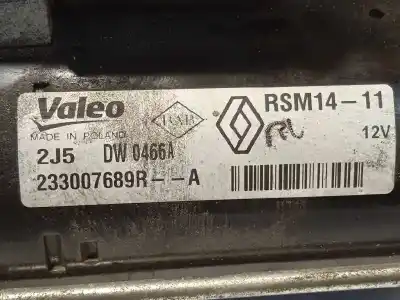 Valeo
RSM14-11
MADE IN POLAND
12V
2J5 DW 0466A
233007689R--A